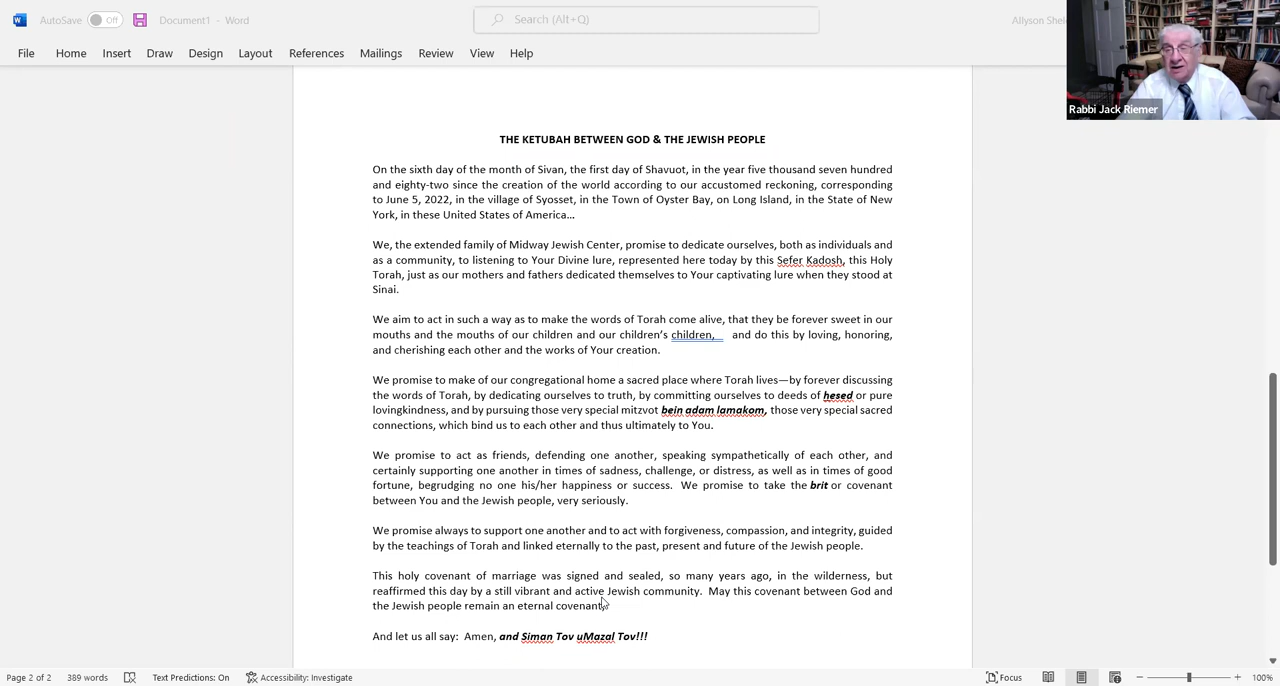 AutoSave Off Document1 - Word Search (Alt+Q) Allyson Shel
File Home Insert Draw Design Layout References Mailings Review View Help
Rabbi Jack Riemer
THE KETUBAH BETWEEN GOD & THE JEWISH PEOPLE
On the sixth day of the month of Sivan, the first day of Shavuot, in the year five thousand seven hundred
and eighty-two since the creation of the world according to our accustomed reckoning, corresponding
to June 5, 2022, in the village of Syosset, in the Town of Oyster Bay, on Long Island, in the State of New
York, in these United States of America...
We, the extended family of Midway Jewish Center, promise to dedicate ourselves, both as individuals and
as a community, to listening to Your Divine lure, represented here today by this Sefer Kadosh, this Holy
Torah, just as our mothers and fathers dedicated themselves to Your captivating lure when they stood at
Sinai.
We aim to act in such a way as to make the words of Torah come alive, that they be forever sweet in our
mouths and the mouths of our children and our children's children, and do this by loving, honoring,
and cherishing each other and the works of Your creation.
We promise to make of our congregational home a sacred place where Torah lives—by forever discussing
the words of Torah, by dedicating ourselves to truth, by committing ourselves to deeds of hesed or pure
lovingkindness, and by pursuing those very special mitzvot bein adam lamakom, those very special sacred
connections, which bind us to each other and thus ultimately to You.
We promise to act as friends, defending one another, speaking sympathetically of each other, and
certainly supporting one another in times of sadness, challenge, or distress, as well as in times of good
fortune, begrudging no one his/her happiness or success. We promise to take the brit or covenant
between You and the Jewish people, very seriously.
We promise always to support one another and to act with forgiveness, compassion, and integrity, guided
by the teachings of Torah and linked eternally to the past, present and future of the Jewish people.
This holy covenant of marriage was signed and sealed, so many years ago, in the wilderness, but
reaffirmed this day by a still vibrant and active Jewish community. May this covenant between God and
the Jewish people remain an eternal covenant
And let us all say: Amen, and Siman Tov uMazal Tov!!!
Page 2 of 2 389 words Text Predictions: On Accessibility: Investigate Focus 100%